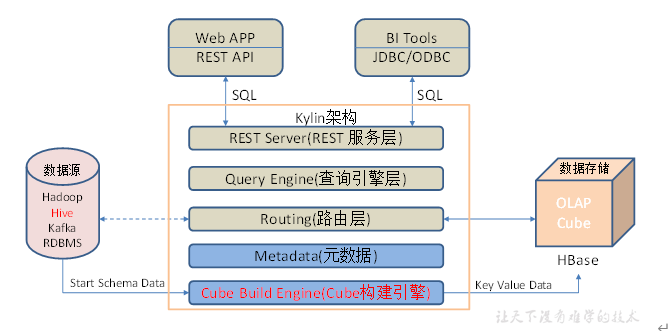 Web APP
REST API
BI Tools
JDBC/ODBC
SQL
SQL
Kylin架构
REST Server(REST 服务层)
Query Engine(查询引擎层)
Routing(路由层)
Metadata(元数据)
Cube Build Engine(Cube构建引擎)
数据源
Hadoop
Hive
Kafka
RDBMS
Start Schema Data
数据存储
OLAP
Cube
HBase
Key Value Data
让天下没有难学的技术